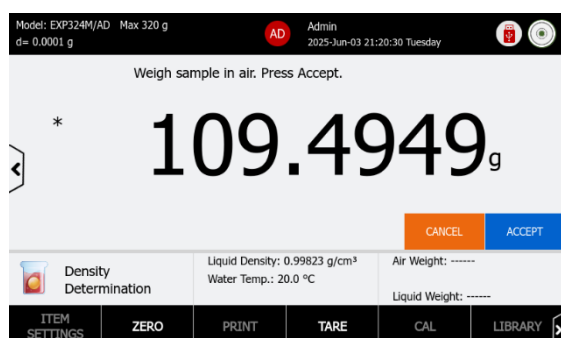 Model: EXP324M/AD Max 320 g
d= 0.0001 g
AD
Admin
2025-Jun-03 21:20:30 Tuesday
Weigh sample in air. Press Accept.
* 109.4949 g
CANCEL ACCEPT
Density
Determination
Liquid Density: 0.99823 g/cm³
Water Temp.: 20.0 °C
Air Weight: ------
Liquid Weight: ------
ITEM
SETTINGS
ZERO
PRINT
TARE
CAL
LIBRARY